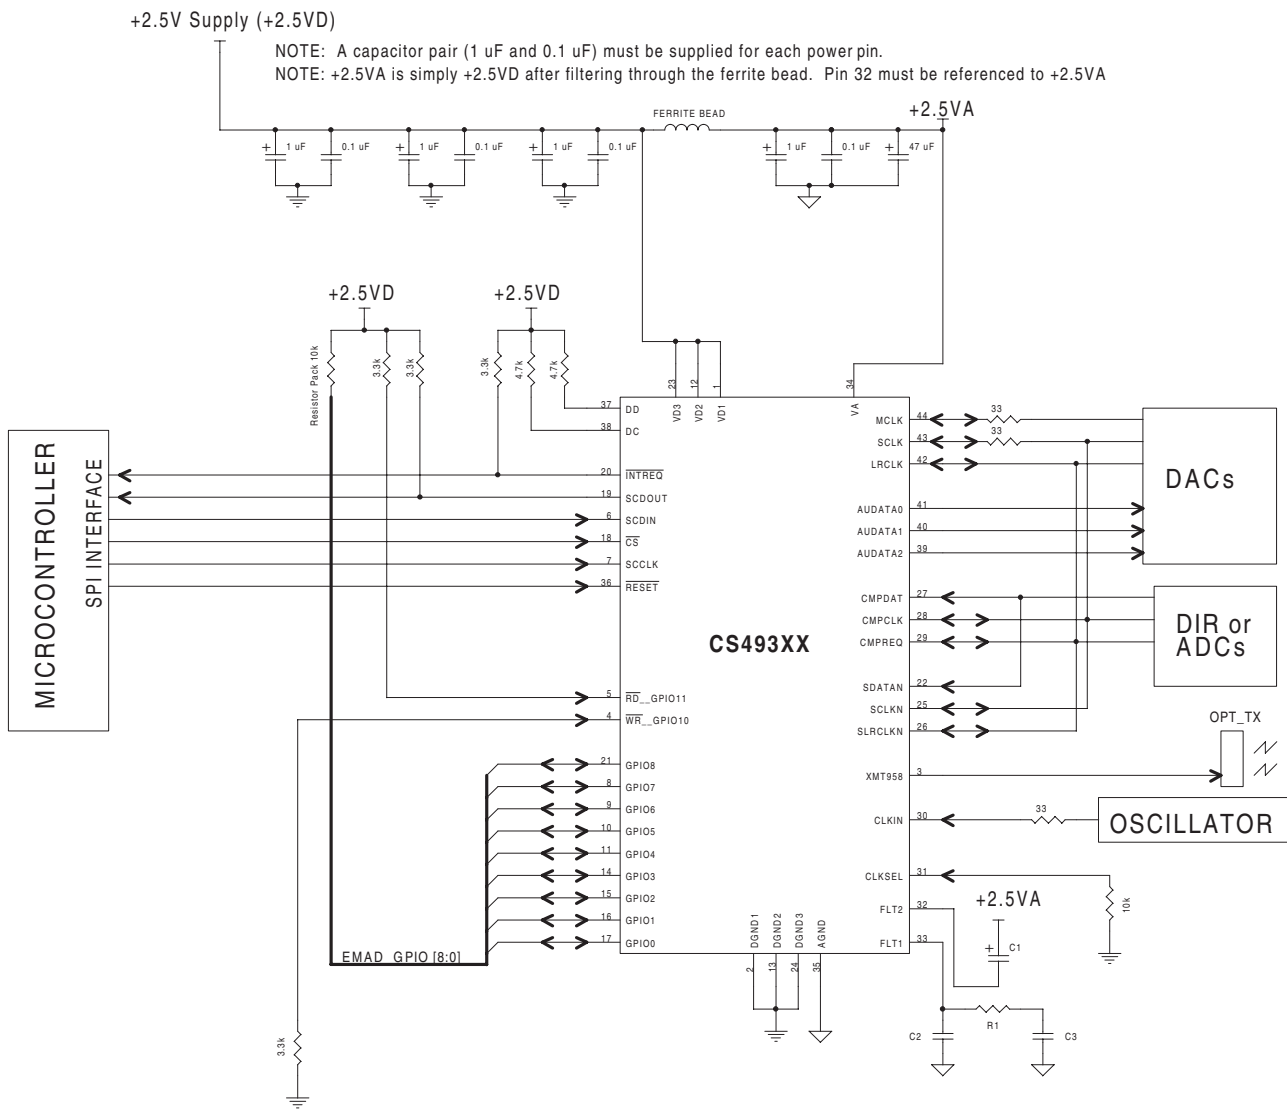 +2.5V Supply (+2.5VD)
NOTE: A capacitor pair (1 uF and 0.1 uF) must be supplied for each power pin.
NOTE: +2.5VA is simply +2.5VD after filtering through the ferrite bead. Pin 32 must be referenced to +2.5VA
FERRITE BEAD
+2.5VA
+ 1 uF
0.1 uF
+ 1 uF
0.1 uF
+ 1 uF
0.1 uF
+ 1 uF
0.1 uF
+ 47 uF
+2.5VD
+2.5VD
Resistor Pack 10k
3.3k
3.3k
3.3k
4.7k
4.7k
23
12
1
34
VD3
VD2
VD1
VA
MICROCONTROLLER
SPI INTERFACE
37 DD
38 DC
20 INTREQ
19 SCDOUT
6 SCDIN
18 CS
7 SCCLK
36 RESET
5 RD__GPIO11
4 WR__GPIO10
21 GPIO8
8 GPIO7
9 GPIO6
10 GPIO5
11 GPIO4
14 GPIO3
15 GPIO2
16 GPIO1
17 GPIO0
EMAD_GPIO [8:0]
3.3k
CS493XX
MCLK 44 33
SCLK 43 33
LRCLK 42
AUDATA0 41
AUDATA1 40
AUDATA2 39
DACs
CMPDAT 27
CMPCLK 28
CMPREQ 29
DIR or
ADCs
SDATAN 22
SCLKN 25
SLRCLKN 26
OPT_TX
XMT958 3
CLKIN 30 33
OSCILLATOR
CLKSEL 31
10k
+2.5VA
FLT2 32
FLT1 33
+ C1
DGND1
DGND2
DGND3
AGND
2
13
24
35
R1
C2
C3